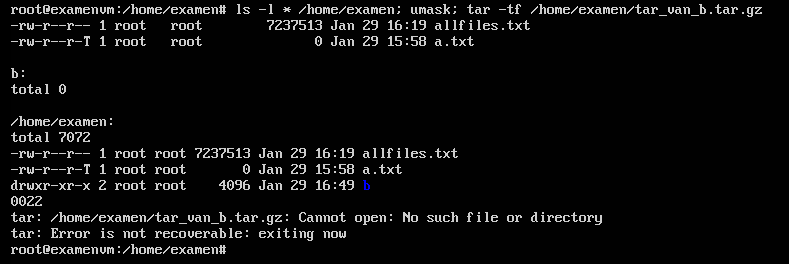 root@examenvm:/home/examen# ls -l * /home/examen; umask; tar -tf /home/examen/tar_van_b.tar.gz
-rw-r--r-- 1 root   root        7237513 Jan 29 16:19 allfiles.txt
-rw-r--r-T 1 root   root              0 Jan 29 15:58 a.txt

b:
total 0

/home/examen:
total 7072
-rw-r--r-- 1 root root 7237513 Jan 29 16:19 allfiles.txt
-rw-r--r-T 1 root root       0 Jan 29 15:58 a.txt
drwxr-xr-x 2 root root    4096 Jan 29 16:49 b
0022
tar: /home/examen/tar_van_b.tar.gz: Cannot open: No such file or directory
tar: Error is not recoverable: exiting now
root@examenvm:/home/examen#